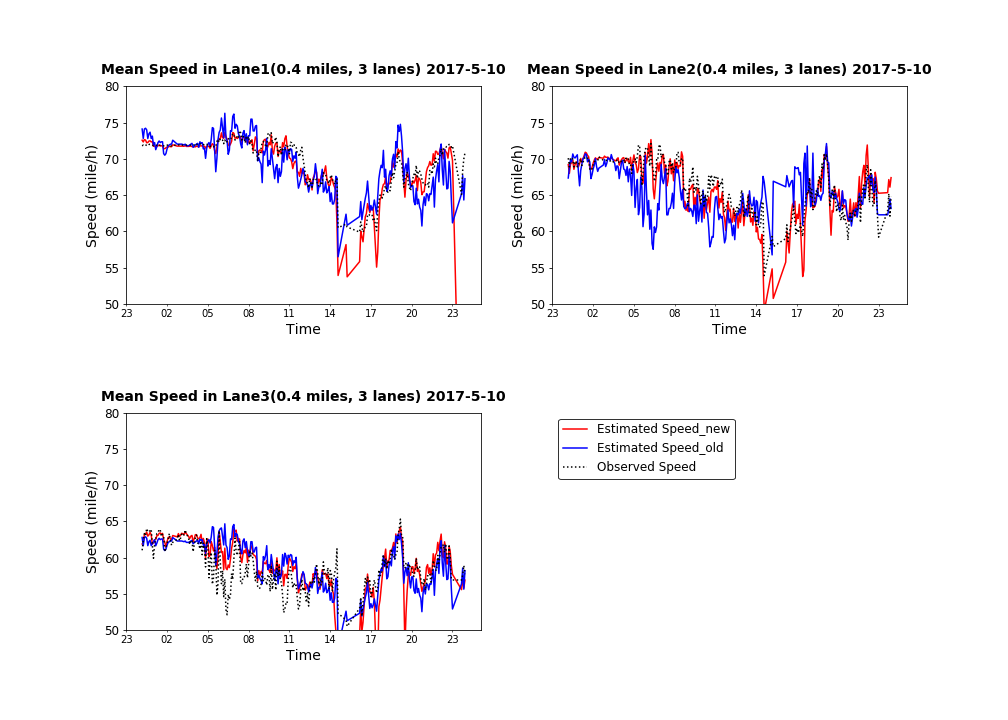 Mean Speed in Lane1(0.4 miles, 3 lanes) 2017-5-10
80
75
70
65
60
55
50
Speed (mile/h)
23 02 05 08 11 14 17 20 23
Time
Mean Speed in Lane2(0.4 miles, 3 lanes) 2017-5-10
80
75
70
65
60
55
50
Speed (mile/h)
23 02 05 08 11 14 17 20 23
Time
Mean Speed in Lane3(0.4 miles, 3 lanes) 2017-5-10
80
75
70
65
60
55
50
Speed (mile/h)
23 02 05 08 11 14 17 20 23
Time
Estimated Speed_new
Estimated Speed_old
Observed Speed